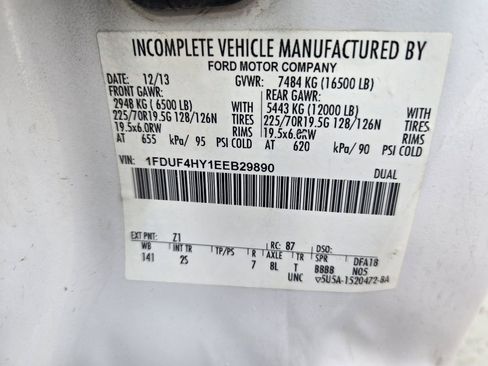 INCOMPLETE VEHICLE MANUFACTURED BY
FORD MOTOR COMPANY
DATE: 12/13 GVWR: 7484 KG (16500 LB)
FRONT GAWR: REAR GAWR:
2948 KG ( 6500 LB) WITH 5443 KG (12000 LB) WITH
225/70R19.5G 128/126N TIRES 225/70R19.5G 128/126N TIRES
19.5x6.0RW RIMS 19.5x6.0RW RIMS
AT 655 kPa/ 95 PSI COLD AT 620 kPa/ 90 PSI COLD
VIN: 1FDUF4HY1EEB29890 DUAL
EXT PNT: Z1 RC: 87 DSO:
WB INT TR TP/PS R AXLE TR SPR DFA18
141 2S 7 8L T BBBB N05
UNC ▽5USA-1520472-BA